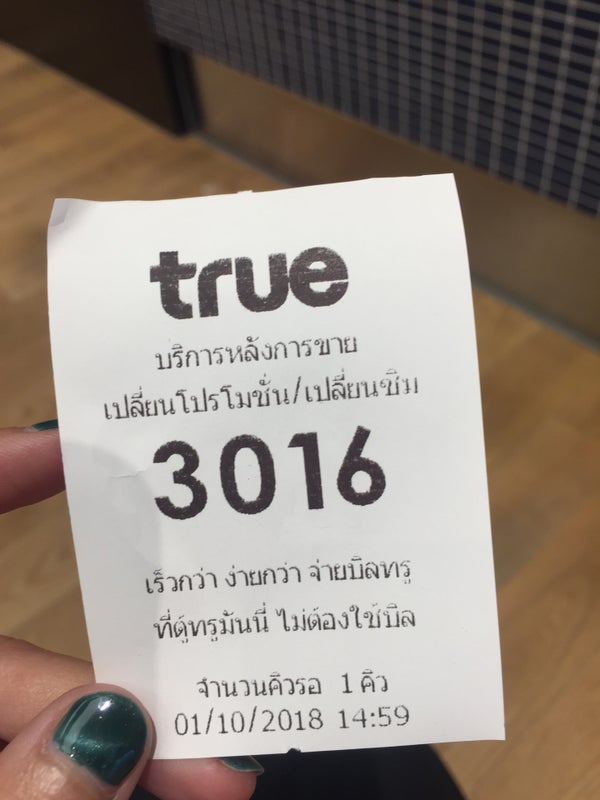 true
บริการหลังการขาย
เปลี่ยนโปรโมชั่น/เปลี่ยนซิม
3016
เร็วกว่า ง่ายกว่า จ่ายบิลทรู
ที่ตู้ทรูมันนี่ ไม่ต้องใช้บิล
จำนวนคิวรอ 1 คิว
01/10/2018 14:59